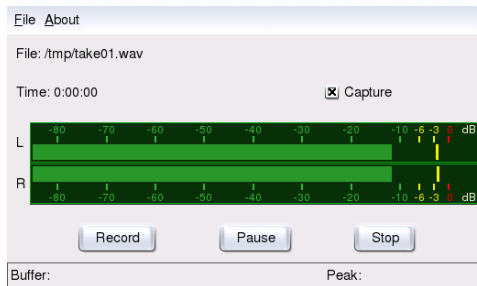 File About
File: /tmp/take01.wav
Time: 0:00:00 Capture
-80 -70 -60 -50 -40 -30 -20 -10 -6 -3 0 dB
L
R
-80 -70 -60 -50 -40 -30 -20 -10 -6 -3 0 dB
Record Pause Stop
Buffer: Peak: